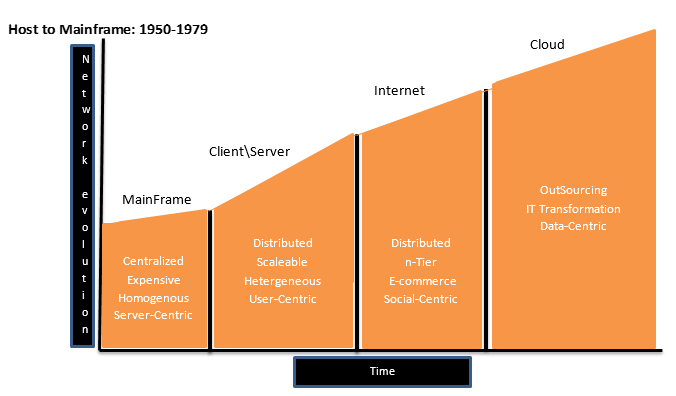 Host to Mainframe: 1950-1979
Network evolution
MainFrame
Client\Server
Internet
Cloud
Centralized
Expensive
Homogenous
Server-Centric
Distributed
Scaleable
Hetergeneous
User-Centric
Distributed
n-Tier
E-commerce
Social-Centric
OutSourcing
IT Transformation
Data-Centric
Time